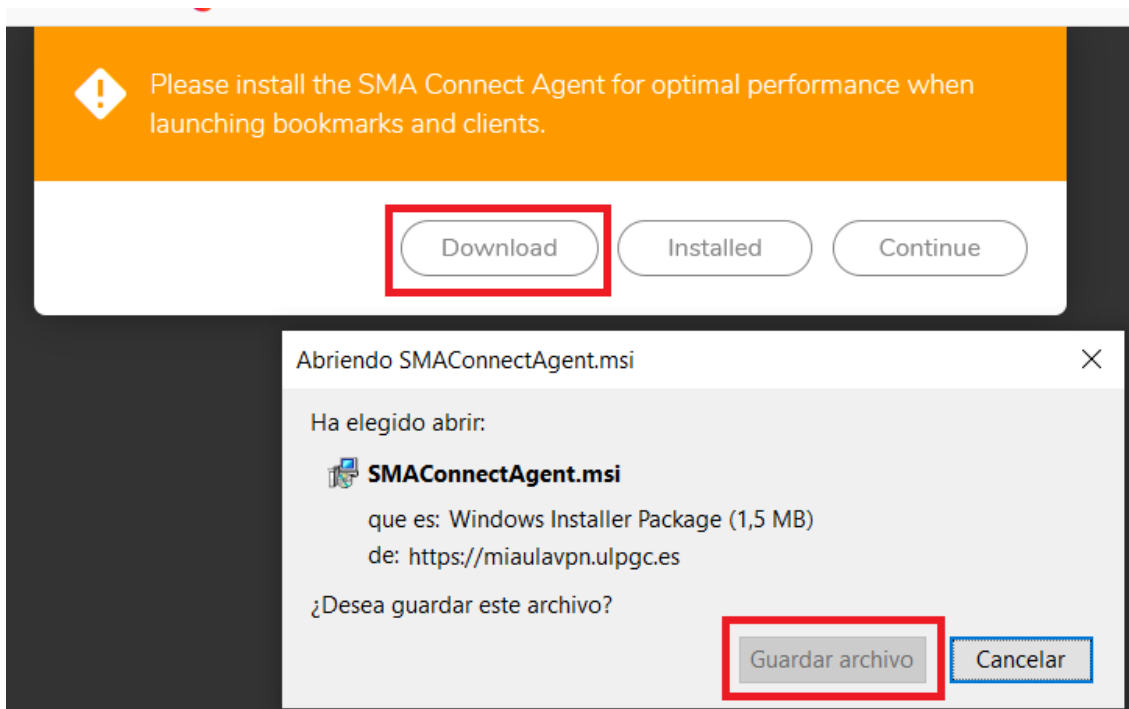 Please install the SMA Connect Agent for optimal performance when
launching bookmarks and clients.
Download
Installed
Continue
Abriendo SMAConnectAgent.msi
Ha elegido abrir:
SMAConnectAgent.msi
que es: Windows Installer Package (1,5 MB)
de: https://miaulavpn.ulpgc.es
¿Desea guardar este archivo?
Guardar archivo
Cancelar